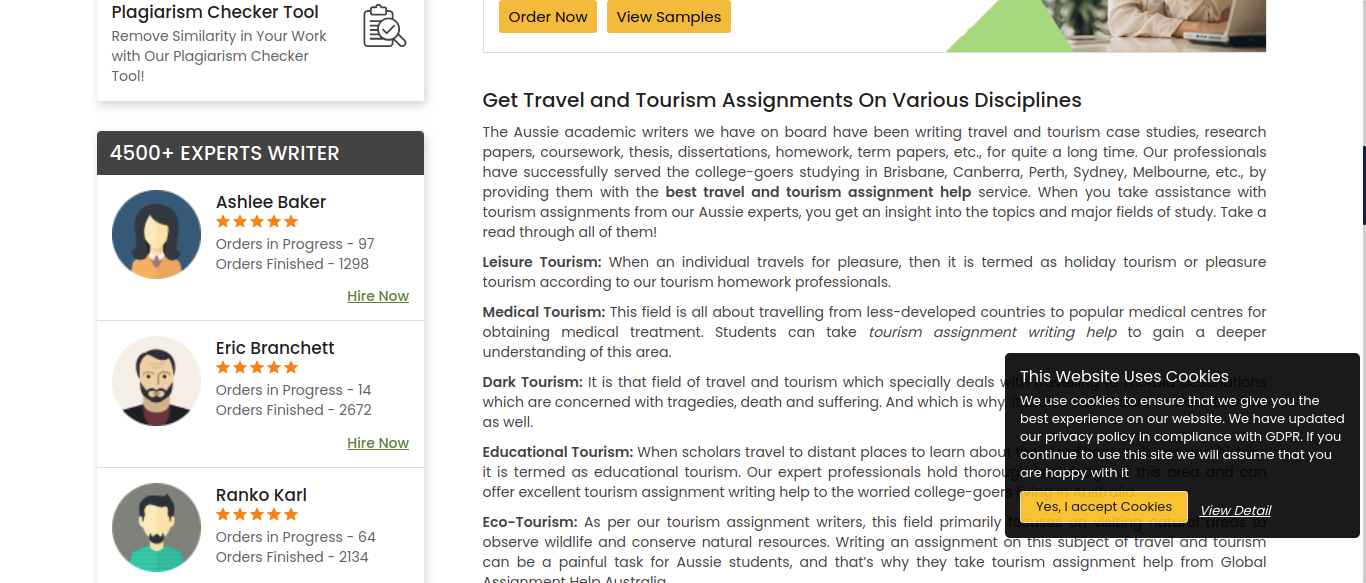 Plagiarism Checker Tool
Remove Similarity in Your Work
with Our Plagiarism Checker
Tool!
4500+ EXPERTS WRITER
Ashlee Baker
Orders in Progress - 97
Orders Finished - 1298
Hire Now
Eric Branchett
Orders in Progress - 14
Orders Finished - 2672
Hire Now
Ranko Karl
Orders in Progress - 64
Orders Finished - 2134
Order Now
View Samples
Get Travel and Tourism Assignments On Various Disciplines
The Aussie academic writers we have on board have been writing travel and tourism case studies, research
papers, coursework, thesis, dissertations, homework, term papers, etc., for quite a long time. Our professionals
have successfully served the college-goers studying in Brisbane, Canberra, Perth, Sydney, Melbourne, etc., by
providing them with the best travel and tourism assignment help service. When you take assistance with
tourism assignments from our Aussie experts, you get an insight into the topics and major fields of study. Take a
read through all of them!
Leisure Tourism: When an individual travels for pleasure, then it is termed as holiday tourism or pleasure
tourism according to our tourism homework professionals.
Medical Tourism: This field is all about travelling from less-developed countries to popular medical centres for
obtaining medical treatment. Students can take tourism assignment writing help to gain a deeper
understanding of this area.
Dark Tourism: It is that field of travel and tourism which specially deals with travelling to morbid destinations
which are concerned with tragedies, death and suffering. And which is why
as well.
Educational Tourism: When scholars travel to distant places to learn about
it is termed as educational tourism. Our expert professionals hold thorough this area and can
offer excellent tourism assignment writing help to the worried college-goers living in Australia.
Eco-Tourism: As per our tourism assignment writers, this field primarily focuses on visiting natural areas to
observe wildlife and conserve natural resources. Writing an assignment on this subject of travel and tourism
can be a painful task for Aussie students, and that's why they take tourism assignment help from Global
Assignment Help Australia.
This Website Uses Cookies
We use cookies to ensure that we give you the
best experience on our website. We have updated
our privacy policy in compliance with GDPR. If you
continue to use this site we will assume that you
are happy with it
Yes, I accept Cookies
View Detail